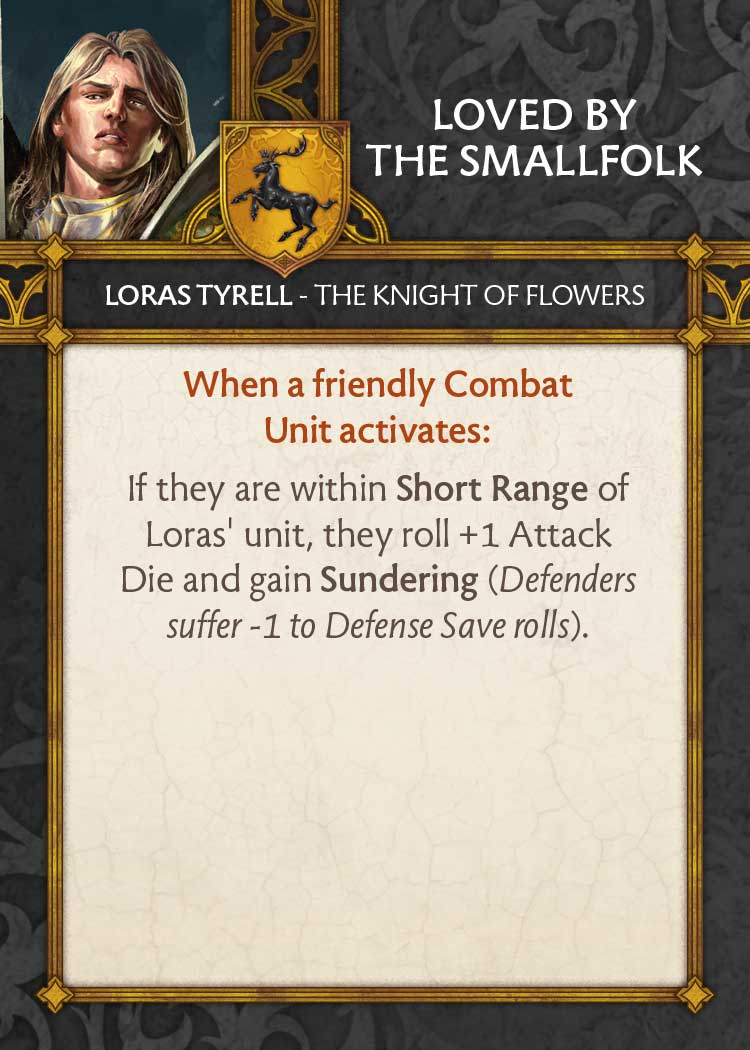 LOVED BY
THE SMALLFOLK
LORAS TYRELL - THE KNIGHT OF FLOWERS
When a friendly Combat
Unit activates:
If they are within Short Range of
Loras' unit, they roll +1 Attack
Die and gain Sundering (Defenders
suffer -1 to Defense Save rolls).